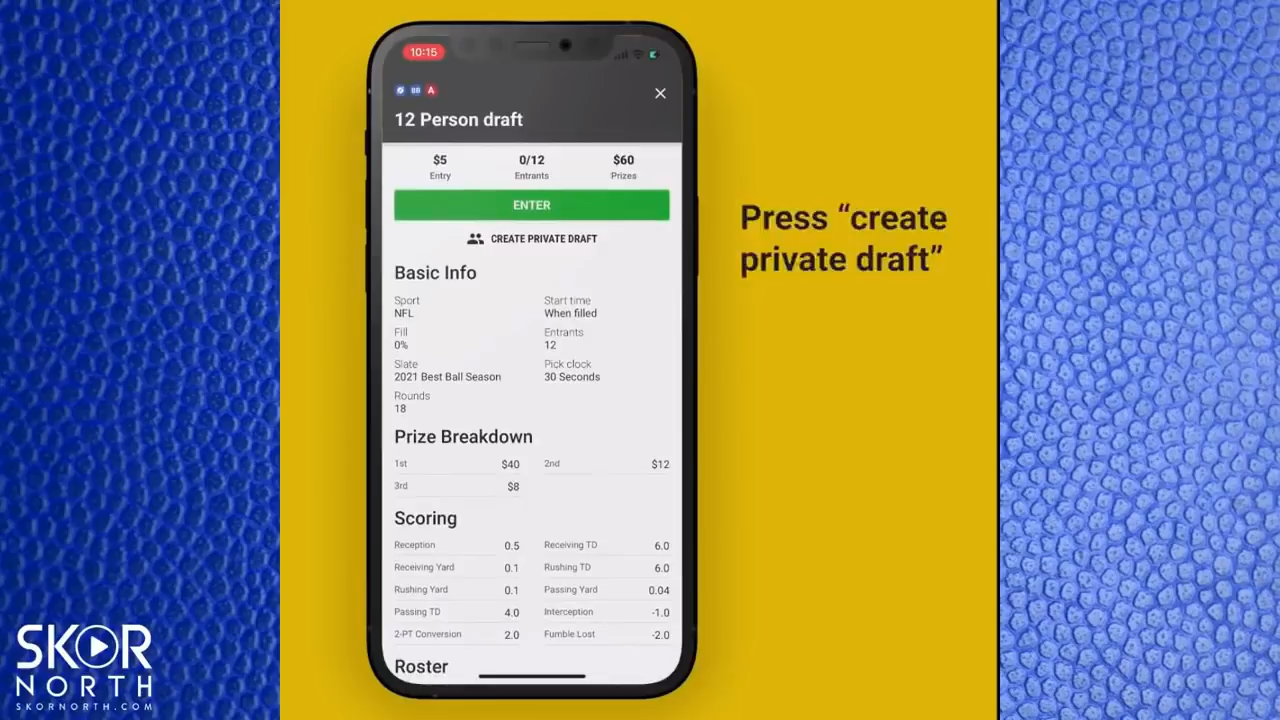 10:15
BB A
12 Person draft
$5 0/12 $60
Entry Entrants Prizes
ENTER
CREATE PRIVATE DRAFT
Basic Info
Sport Start time
NFL When filled
Fill Entrants
0% 12
Slate Pick clock
2021 Best Ball Season 30 Seconds
Rounds
18
Prize Breakdown
1st $40 2nd $12
3rd $8
Scoring
Reception 0.5 Receiving TD 6.0
Receiving Yard 0.1 Rushing TD 6.0
Rushing Yard 0.1 Passing Yard 0.04
Passing TD 4.0 Interception -1.0
2-PT Conversion 2.0 Fumble Lost -2.0
Roster
Press “create
private draft”
SKOR
NORTH
SKORNORTH.COM